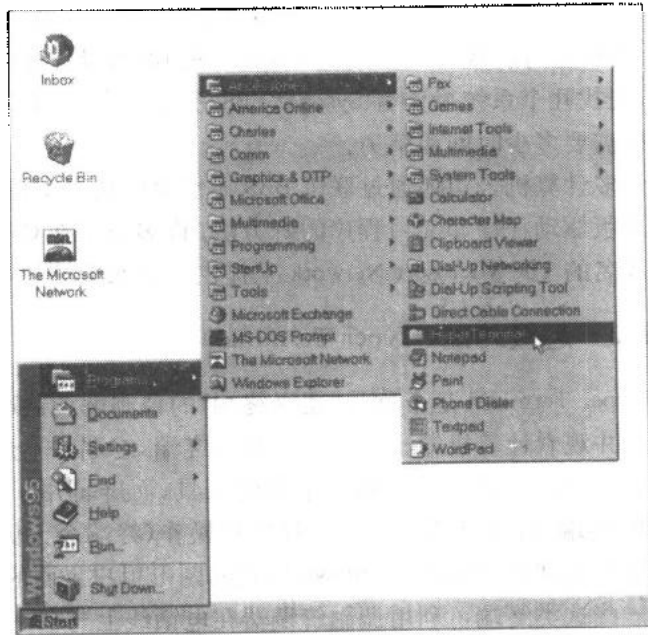 Inbox
Recycle Bin
The Microsoft
Network
Programs
Documents
Settings
Find
Help
Run...
Shut Down...
Windows95
Start
America Online
Charles
Comm
Graphics & DTP
Microsoft Office
Multimedia
Programming
StartUp
Tools
Microsoft Exchange
MS-DOS Prompt
The Microsoft Network
Windows Explorer
Fax
Games
Internet Tools
Multimedia
System Tools
Calculator
Character Map
Clipboard Viewer
Dial-Up Networking
Dial-Up Scripting Tool
Direct Cable Connection
Notepad
Paint
Phone Dialer
Textpad
WordPad